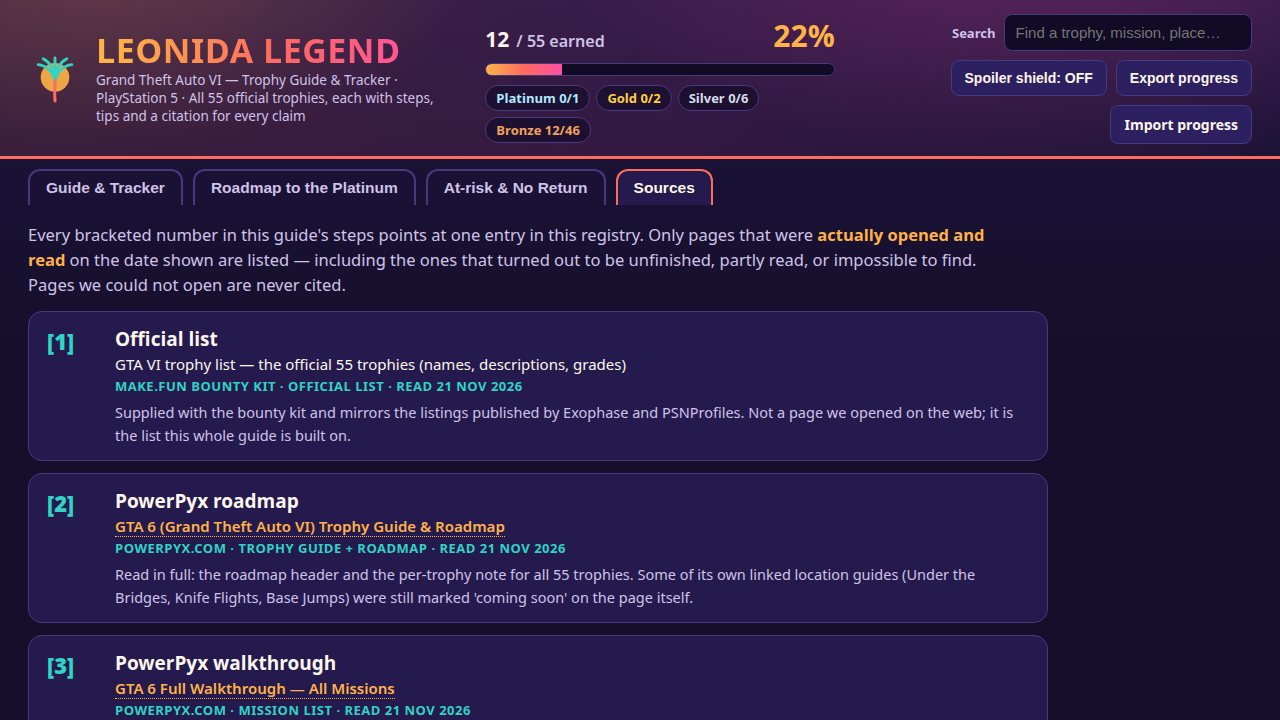 LEONIDA LEGEND
Grand Theft Auto VI — Trophy Guide & Tracker ·
PlayStation 5 · All 55 official trophies, each with steps,
tips and a citation for every claim
12 / 55 earned
22%
Platinum 0/1
Gold 0/2
Silver 0/6
Bronze 12/46
Search
Find a trophy, mission, place…
Spoiler shield: OFF
Export progress
Import progress
Guide & Tracker
Roadmap to the Platinum
At-risk & No Return
Sources
Every bracketed number in this guide's steps points at one entry in this registry. Only pages that were actually opened and
read on the date shown are listed — including the ones that turned out to be unfinished, partly read, or impossible to find.
Pages we could not open are never cited.
[1]
Official list
GTA VI trophy list — the official 55 trophies (names, descriptions, grades)
MAKE.FUN BOUNTY KIT · OFFICIAL LIST · READ 21 NOV 2026
Supplied with the bounty kit and mirrors the listings published by Exophase and PSNProfiles. Not a page we opened on the web; it is
the list this whole guide is built on.
[2]
PowerPyx roadmap
GTA 6 (Grand Theft Auto VI) Trophy Guide & Roadmap
POWERPYX.COM · TROPHY GUIDE + ROADMAP · READ 21 NOV 2026
Read in full: the roadmap header and the per-trophy note for all 55 trophies. Some of its own linked location guides (Under the
Bridges, Knife Flights, Base Jumps) were still marked 'coming soon' on the page itself.
[3]
PowerPyx walkthrough
GTA 6 Full Walkthrough — All Missions
POWERPYX.COM · MISSION LIST · READ 21 NOV 2026